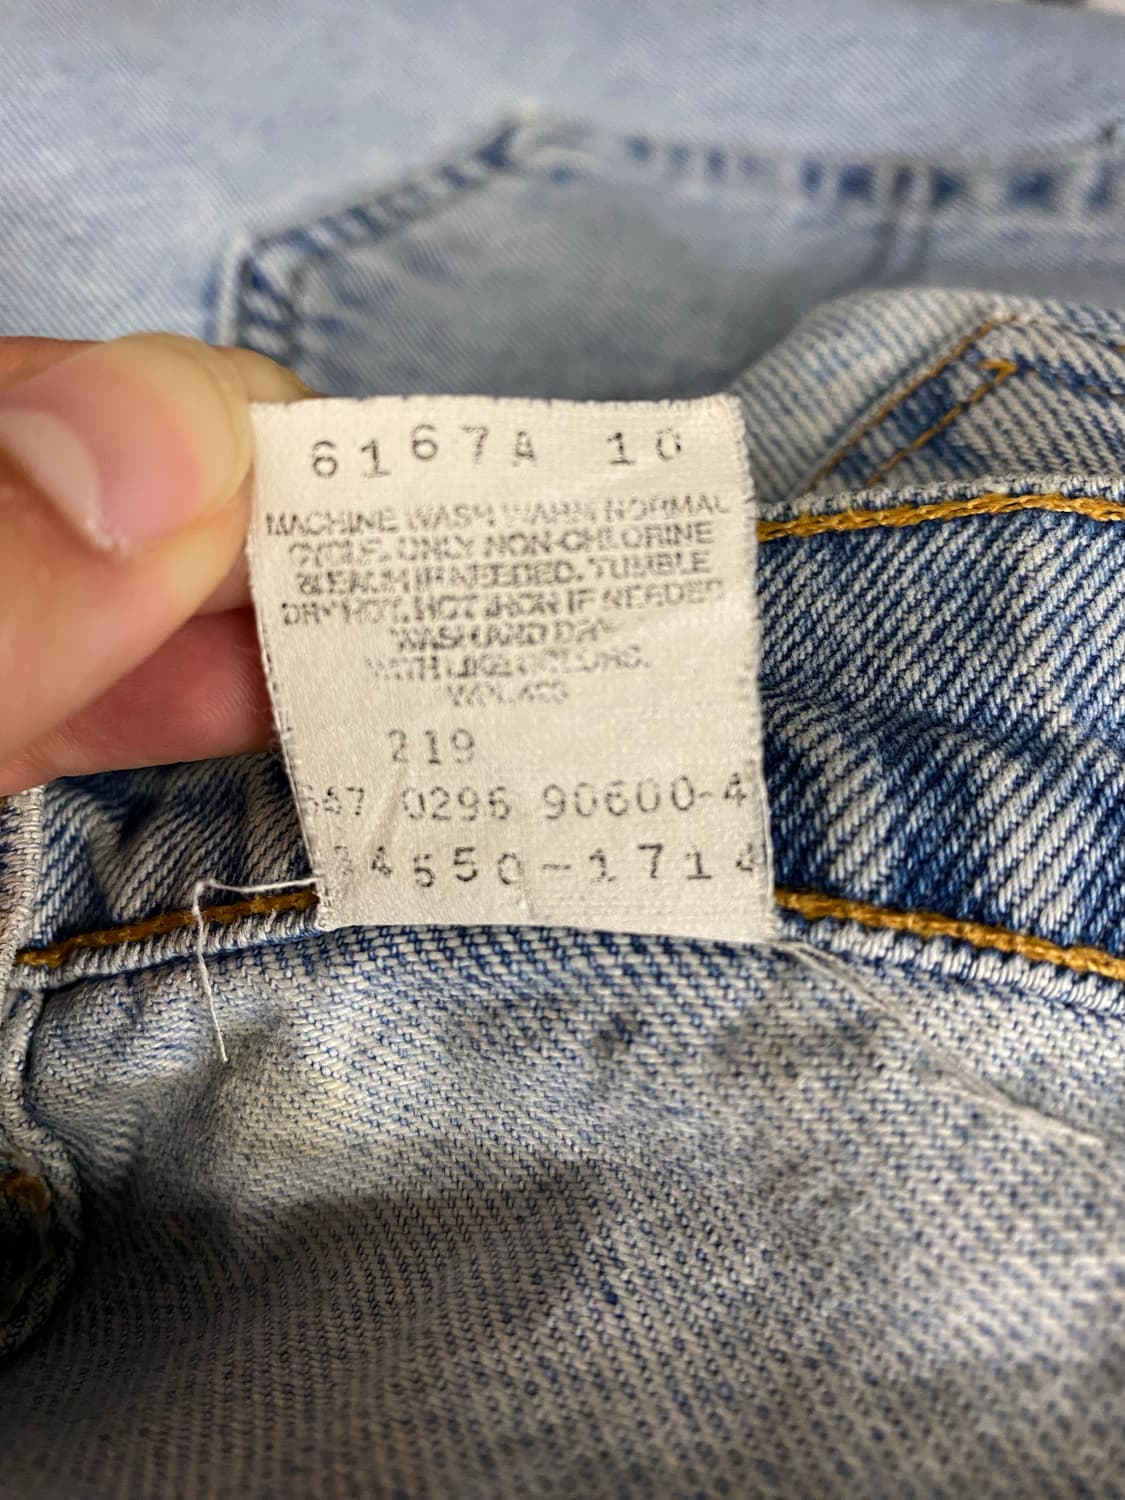 6167A 10
MACHINE WASH WARM NORMAL
CYCLE. ONLY NON-CHLORINE
BLEACH IF NEEDED. TUMBLE
DRY HOT. HOT IRON IF NEEDED
WASH AND DRY
WITH LIKE COLORS.
219
0296 90600-4
34550-1714